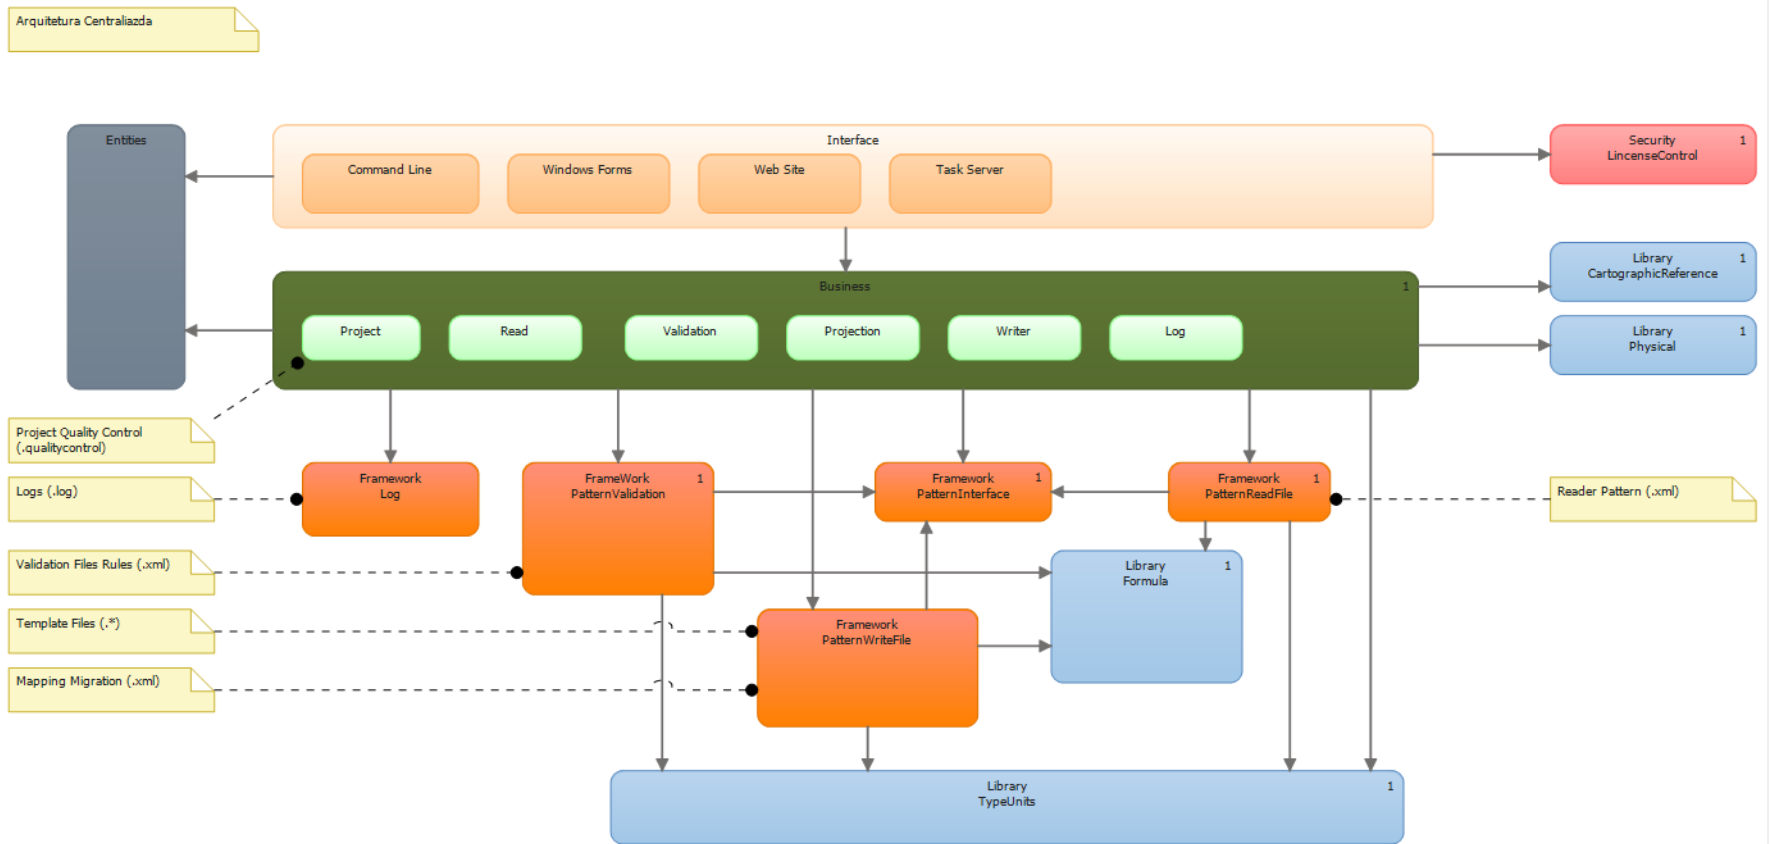 Arquitetura Centraliazda
Entities
Interface
Command Line
Windows Forms
Web Site
Task Server
Security 1
LincenseControl
Library 1
CartographicReference
Business 1
Project
Read
Validation
Projection
Writer
Log
Library 1
Physical
Project Quality Control
(.qualitycontrol)
Framework
Log
FrameWork 1
PatternValidation
Framework 1
PatternInterface
Framework 1
PatternReadFile
Logs (.log)
Reader Pattern (.xml)
Validation Files Rules (.xml)
Library 1
Formula
Template Files (.*)
Framework
PatternWriteFile
Mapping Migration (.xml)
Library 1
TypeUnits